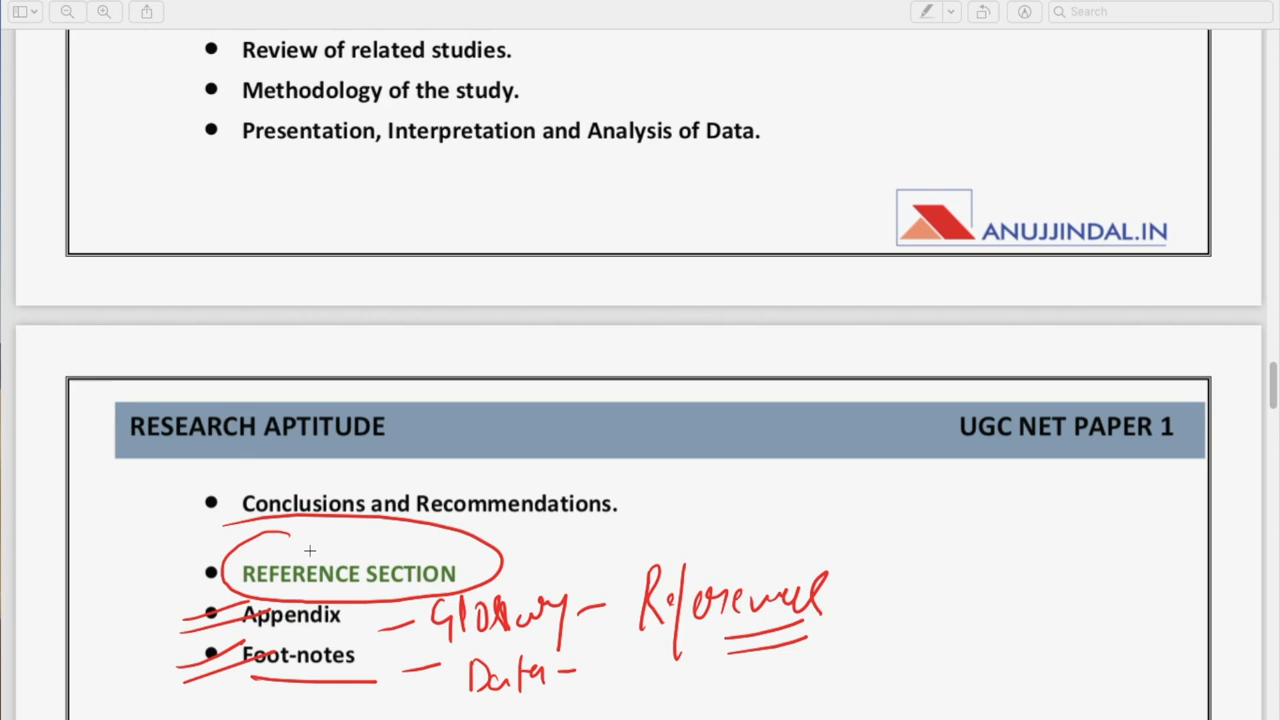 Search
Review of related studies.
Methodology of the study.
Presentation, Interpretation and Analysis of Data.
ANUJJINDAL.IN
RESEARCH APTITUDE UGC NET PAPER 1
Conclusions and Recommendations.
REFERENCE SECTION
Appendix - Glossary -
Foot-notes - Data -